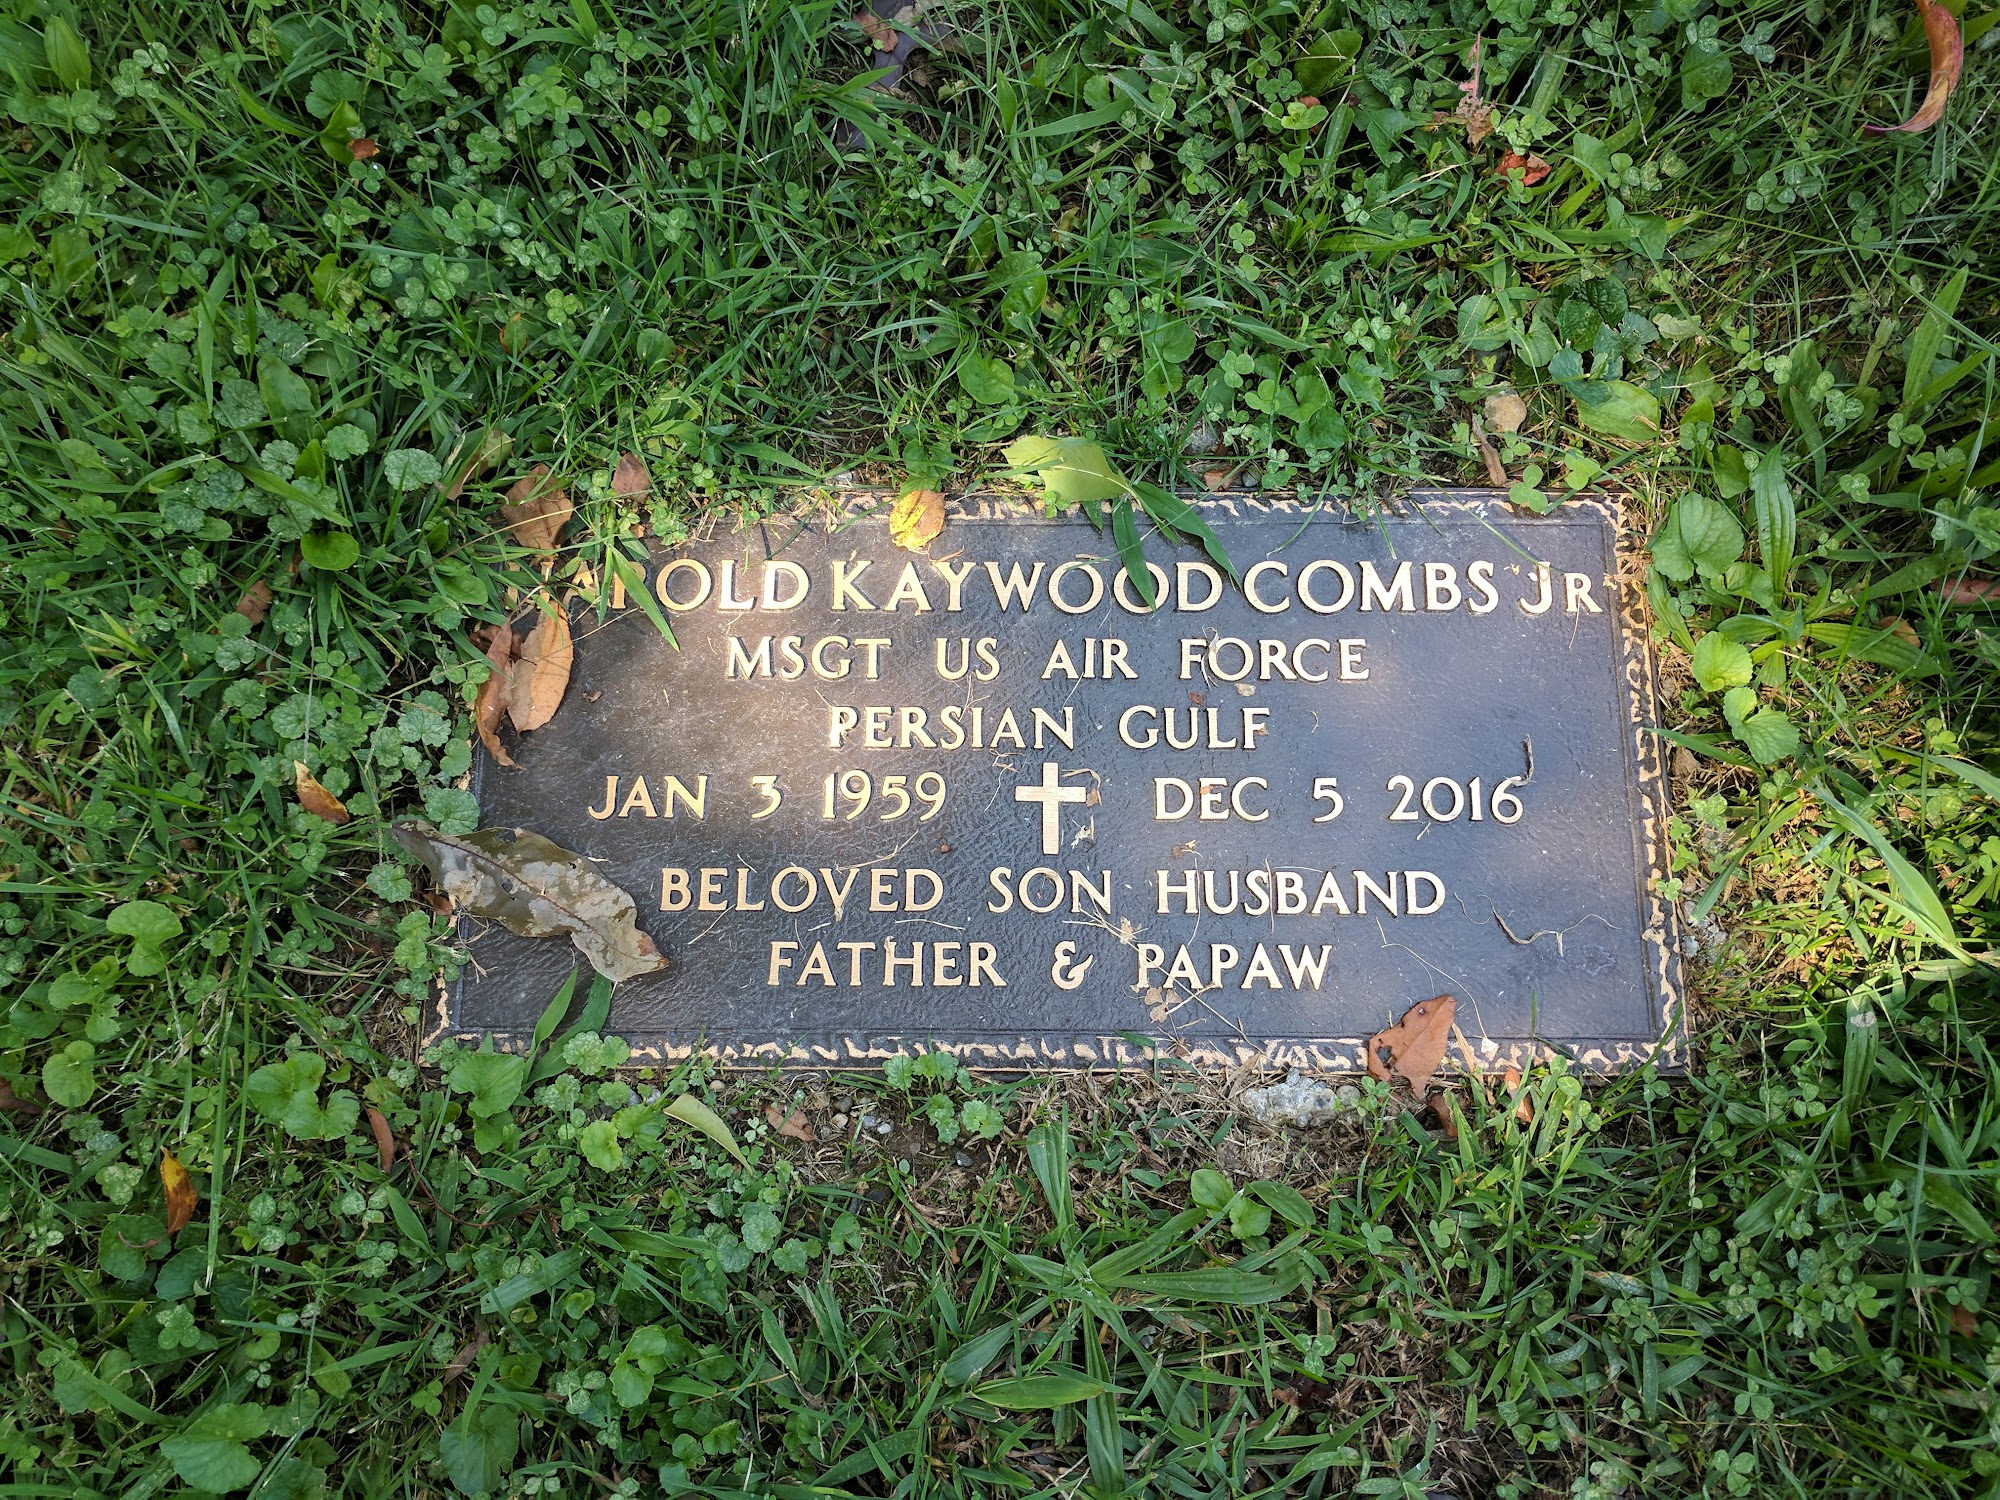 HAROLD KAYWOOD COMBS JR
MSGT US AIR FORCE
PERSIAN GULF
JAN 3 1959 DEC 5 2016
BELOVED SON HUSBAND
FATHER & PAPAW